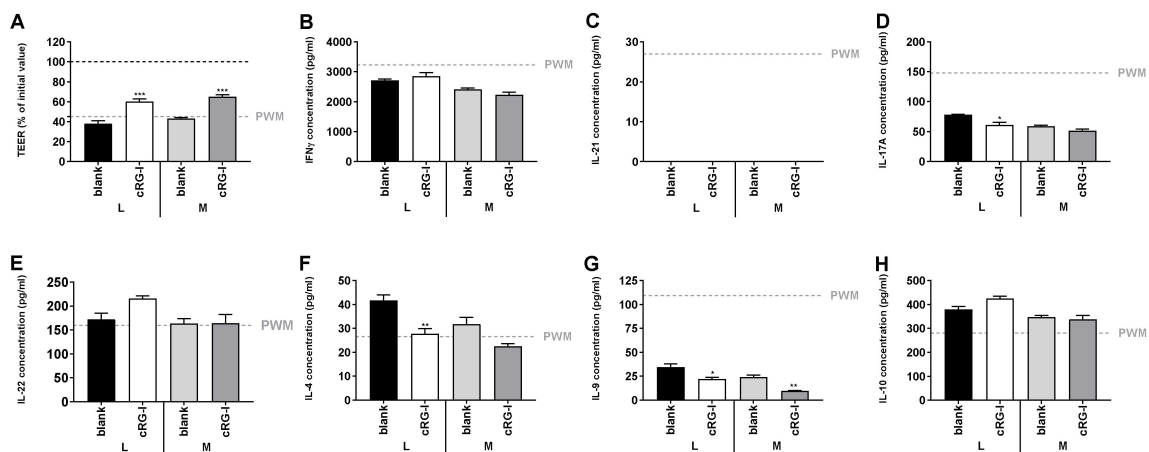 A
TEER (% of initial value)
120
100
80
60
40
20
0
***
***
PWM
blank
cRG-I
blank
cRG-I
L
M
B
IFNγ concentration (pg/ml)
4000
3000
2000
1000
0
PWM
blank
cRG-I
blank
cRG-I
L
M
C
IL-21 concentration (pg/ml)
30
20
10
0
PWM
blank
cRG-I
blank
cRG-I
L
M
D
IL-17A concentration (pg/ml)
200
150
100
50
0
*
PWM
blank
cRG-I
blank
cRG-I
L
M
E
IL-22 concentration (pg/ml)
250
200
150
100
50
0
PWM
blank
cRG-I
blank
cRG-I
L
M
F
IL-4 concentration (pg/ml)
50
40
30
20
10
0
**
PWM
blank
cRG-I
blank
cRG-I
L
M
G
IL-9 concentration (pg/ml)
125
100
75
50
25
0
*
**
PWM
blank
cRG-I
blank
cRG-I
L
M
H
IL-10 concentration (pg/ml)
500
400
300
200
100
0
PWM
blank
cRG-I
blank
cRG-I
L
M